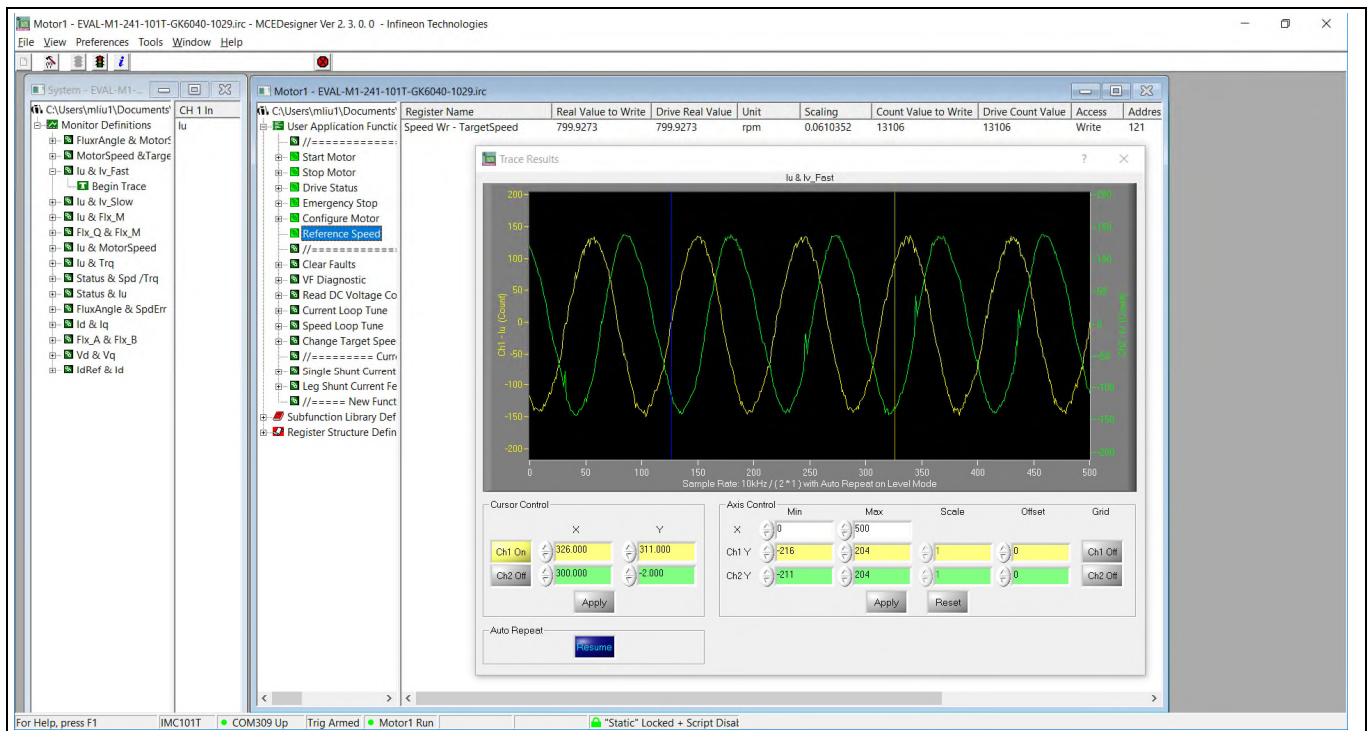 Motor1 - EVAL-M1-241-101T-GK6040-1029.irc - MCEDesigner Ver 2. 3. 0. 0 - Infineon Technologies
File View Preferences Tools Window Help
System - EVAL-M1-...
C:\Users\mliu1\Documents'
CH 1 In
Monitor Definitions
Iu
FluxrAngle & MotorS
MotorSpeed &Targe
Iu & Iv_Fast
Begin Trace
Iu & Iv_Slow
Iu & Flx_M
Flx_Q & Flx_M
Iu & MotorSpeed
Iu & Trq
Status & Spd /Trq
Status & Iu
FluxAngle & SpdErr
Id & Iq
Flx_A & Flx_B
Vd & Vq
IdRef & Id
Motor1 - EVAL-M1-241-101T-GK6040-1029.irc
C:\Users\mliu1\Documents'
User Application Functic
//=============
Start Motor
Stop Motor
Drive Status
Emergency Stop
Configure Motor
Reference Speed
//=============
Clear Faults
VF Diagnostic
Read DC Voltage Co
Current Loop Tune
Speed Loop Tune
Change Target Spee
//========= Curr
Single Shunt Current
Leg Shunt Current Fe
//===== New Funct
Subfunction Library Def
Register Structure Defin
Register Name Real Value to Write Drive Real Value Unit Scaling Count Value to Write Drive Count Value Access Addres
Speed Wr - TargetSpeed 799.9273 799.9273 rpm 0.0610352 13106 13106 Write 121
Trace Results ?
Iu & Iv_Fast
200
150
100
50
0
-50
-100
-150
-200
Ch1 - Iu (Count)
0 50 100 150 200 250 300 350 400 450 500
Sample Rate: 10kHz / ( 2 * 1 ) with Auto Repeat on Level Mode
Cursor Control
X Y
Ch1 On 326.000 311.000
Ch2 Off 300.000 -2.000
Apply
Axis Control
Min Max Scale Offset Grid
X 0 500
Ch1 Y -216 204 1 0 Ch1 Off
Ch2 Y -211 204 1 0 Ch2 Off
Apply Reset
Auto Repeat
Resume
For Help, press F1 IMC101T COM309 Up Trig Armed Motor1 Run "Static" Locked + Script Disat